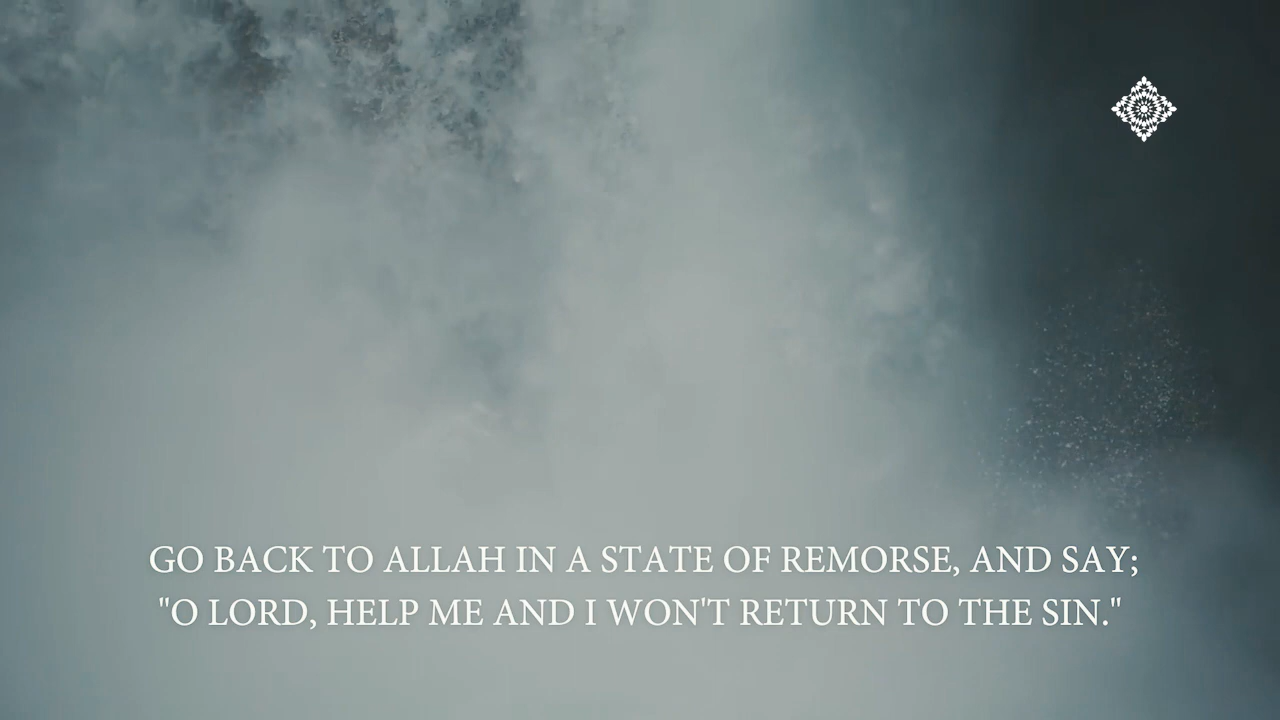 GO BACK TO ALLAH IN A STATE OF REMORSE, AND SAY;
"O LORD, HELP ME AND I WON'T RETURN TO THE SIN."